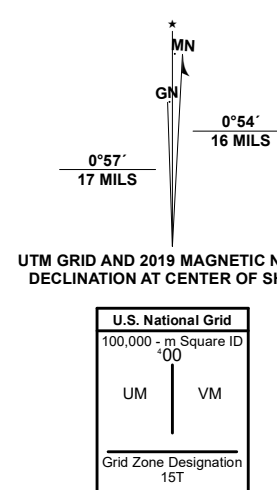 ★
MN
GN
0°54´
16 MILS
0°57´
17 MILS
UTM GRID AND 2019 MAGNETIC N
DECLINATION AT CENTER OF SH
U.S. National Grid
100,000 - m Square ID
⁴00
UM VM
Grid Zone Designation
15T